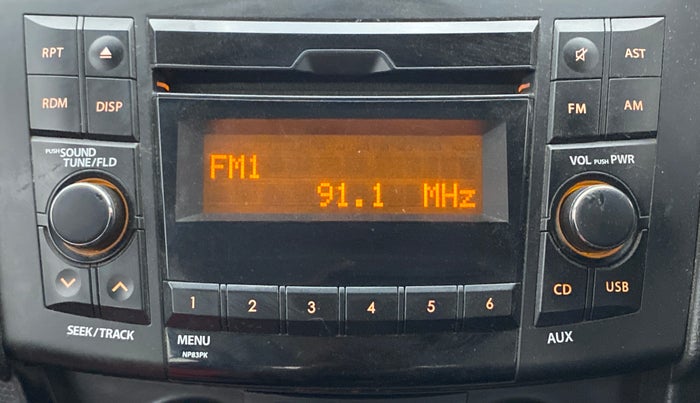 RPT
AST
RDM
DISP
FM
AM
PUSH SOUND
TUNE/FLD
VOL PUSH PWR
FM1
91.1 MHz
CD
USB
1 2 3 4 5 6
SEEK/TRACK
MENU
AUX
NP83PK